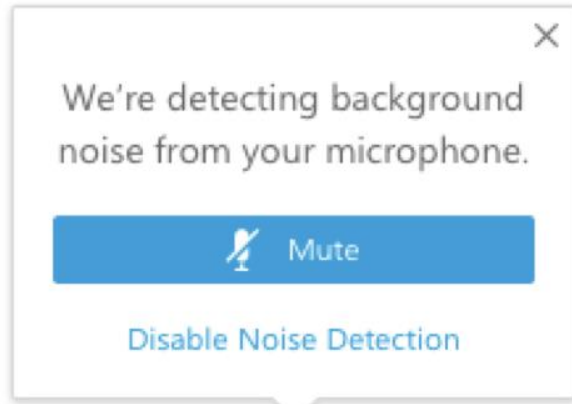 We're detecting background
noise from your microphone.
Mute
Disable Noise Detection